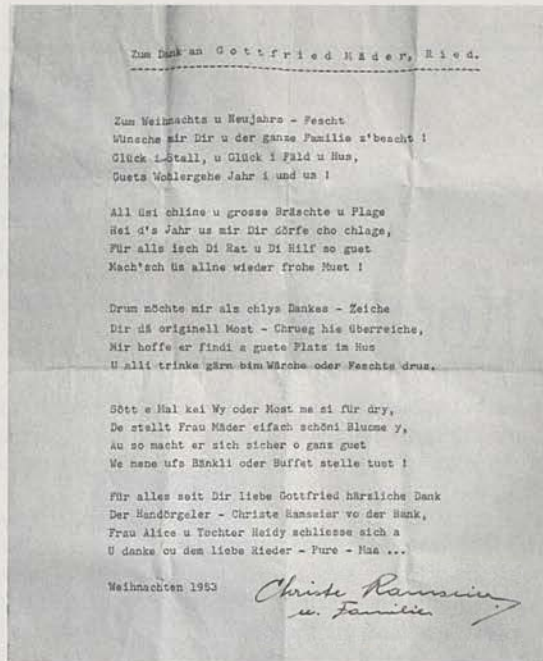 Zum Dank an Gottfried Mäder, Ried.
Zum Weihnachts u Neujahrs - Fescht
Wünsche mir Dir u der ganze Familie z'bescht !
Glück i Stall, u Glück i Fäld u Hus,
Guets Wohlergehe Jahr i und us !
All üsi chline u grosse Bräschte u Plage
Hei d's Jahr us mir Dir dörfe cho chlage,
Für alls isch Di Rat u Di Hilf so guet
Mach'sch üs allne wieder frohe Muet !
Drum möchte mir als chlys Dankes - Zeiche
Dir dä originell Most - Chrueg hie überreiche,
Mir hoffe er findi a guete Platz im Hus
U alli trinke gärn bim Wärche oder Feschte drus.
Sött e Mal kei Wy oder Most me si für dry,
De stellt Frau Mäder eifach schöni Blueme y,
Au so macht er sich sicher o ganz guet
We mene ufs Bänkli oder Buffet stelle tuet !
Für alles seit Dir liebe Gottfried härzliche Dank
Der Handörgeler - Christe Ramseier vo der Bank,
Frau Alice u Tochter Heidy schliesse sich a
U danke ou dem liebe Rieder - Pure - Maa ...
Weihnachten 1953
Christe Ramseier
u. Familie